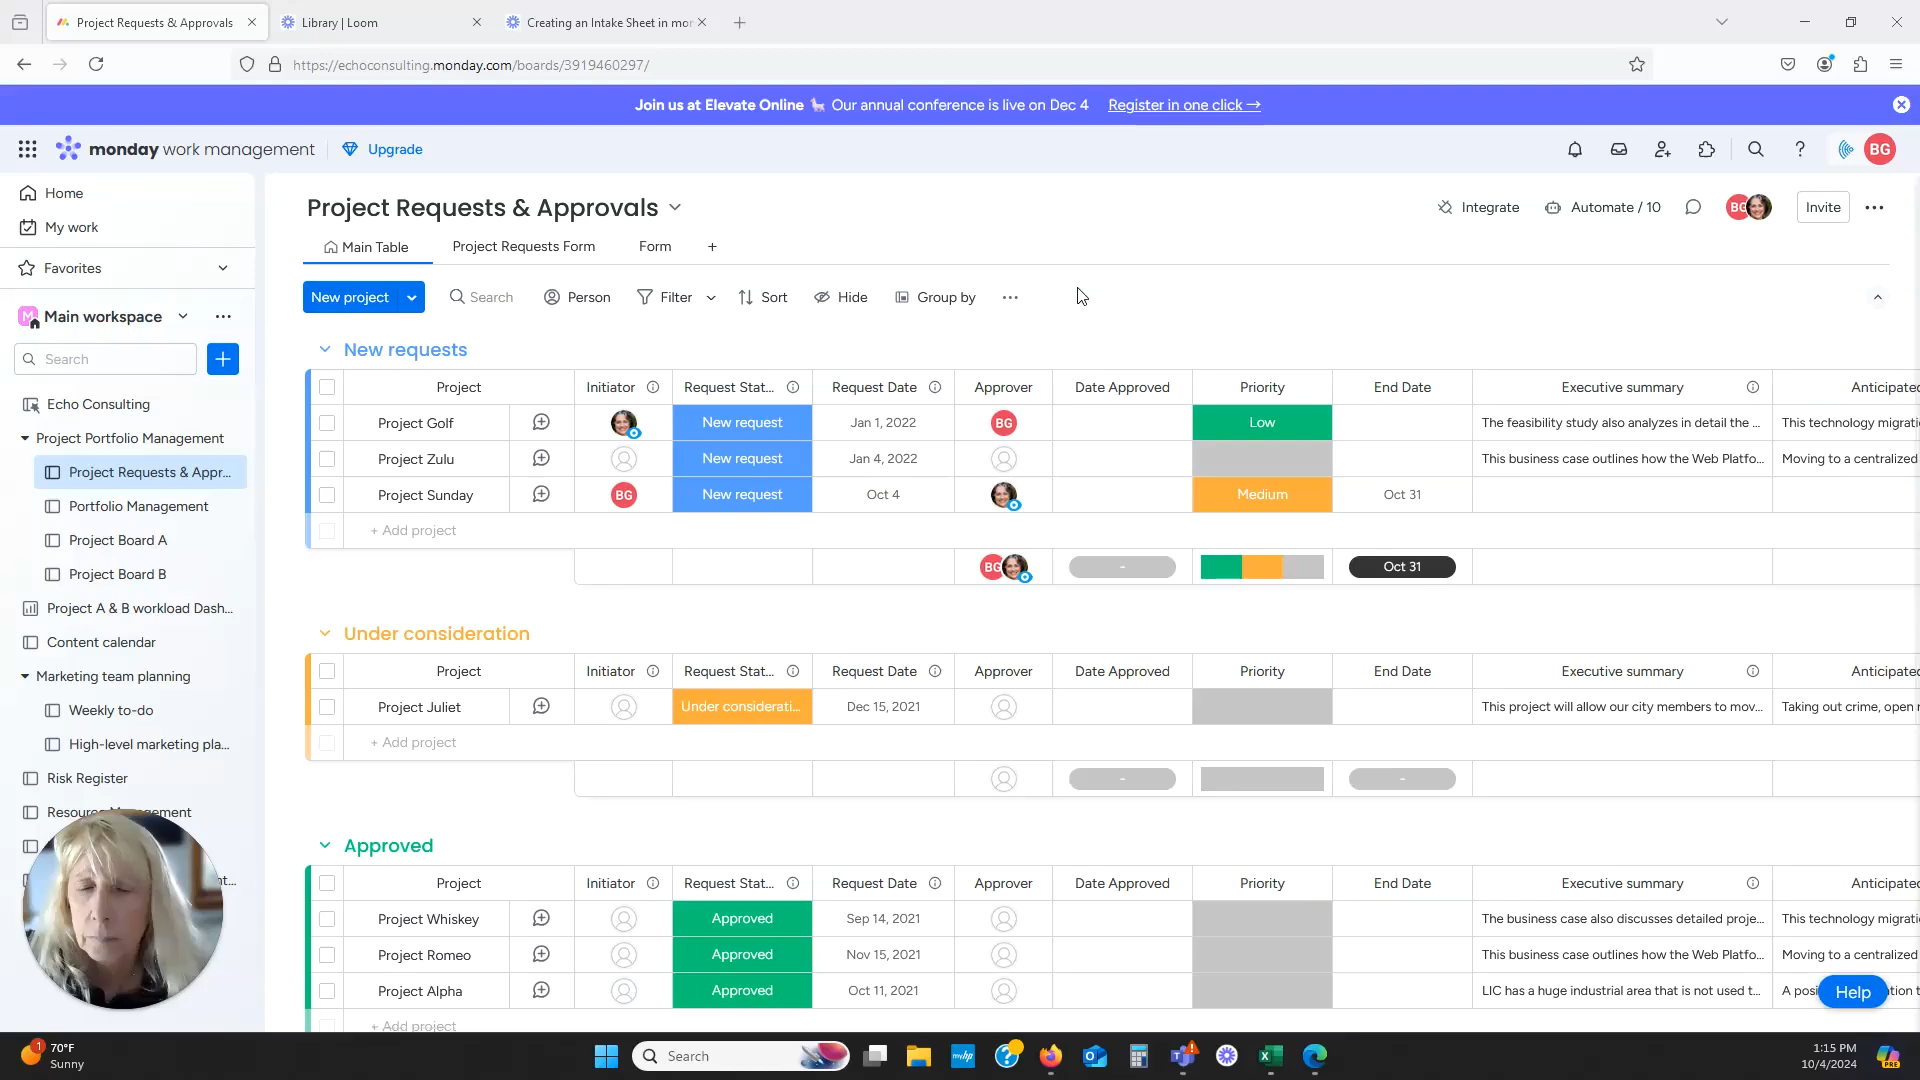 Project Requests & Approvals
Library | Loom
Creating an Intake Sheet in mon
https://echoconsulting.monday.com/boards/3919460297/
Join us at Elevate Online 🦙 Our annual conference is live on Dec 4 Register in one click →
monday work management
Upgrade
BG
Home
My work
Favorites
M Main workspace
Search
Echo Consulting
Project Portfolio Management
Project Requests & Appr...
Portfolio Management
Project Board A
Project Board B
Project A & B workload Dash...
Content calendar
Marketing team planning
Weekly to-do
High-level marketing pla...
Risk Register
Project Requests & Approvals
Integrate
Automate / 10
BG
Invite
Main Table
Project Requests Form
Form
New project
Search
Person
Filter
Sort
Hide
Group by
New requests
Project Initiator Request Stat... Request Date Approver Date Approved Priority End Date Executive summary Anticipated
Project Golf New request Jan 1, 2022 BG Low The feasibility study also analyzes in detail the ... This technology migrati
Project Zulu New request Jan 4, 2022 This business case outlines how the Web Platfo... Moving to a centralized
Project Sunday BG New request Oct 4 Medium Oct 31
+ Add project
BG - Oct 31
Under consideration
Project Initiator Request Stat... Request Date Approver Date Approved Priority End Date Executive summary Anticipated
Project Juliet Under considerati... Dec 15, 2021 This project will allow our city members to mov... Taking out crime, open r
+ Add project
- -
Approved
Project Initiator Request Stat... Request Date Approver Date Approved Priority End Date Executive summary Anticipated
Project Whiskey Approved Sep 14, 2021 The business case also discusses detailed proje... This technology migrati
Project Romeo Approved Nov 15, 2021 This business case outlines how the Web Platfo... Moving to a centralized
Project Alpha Approved Oct 11, 2021 LIC has a huge industrial area that is not used t...
+ Add project
Help
1
70°F
Sunny
Search
myhp
1:15 PM
10/4/2024
PRE